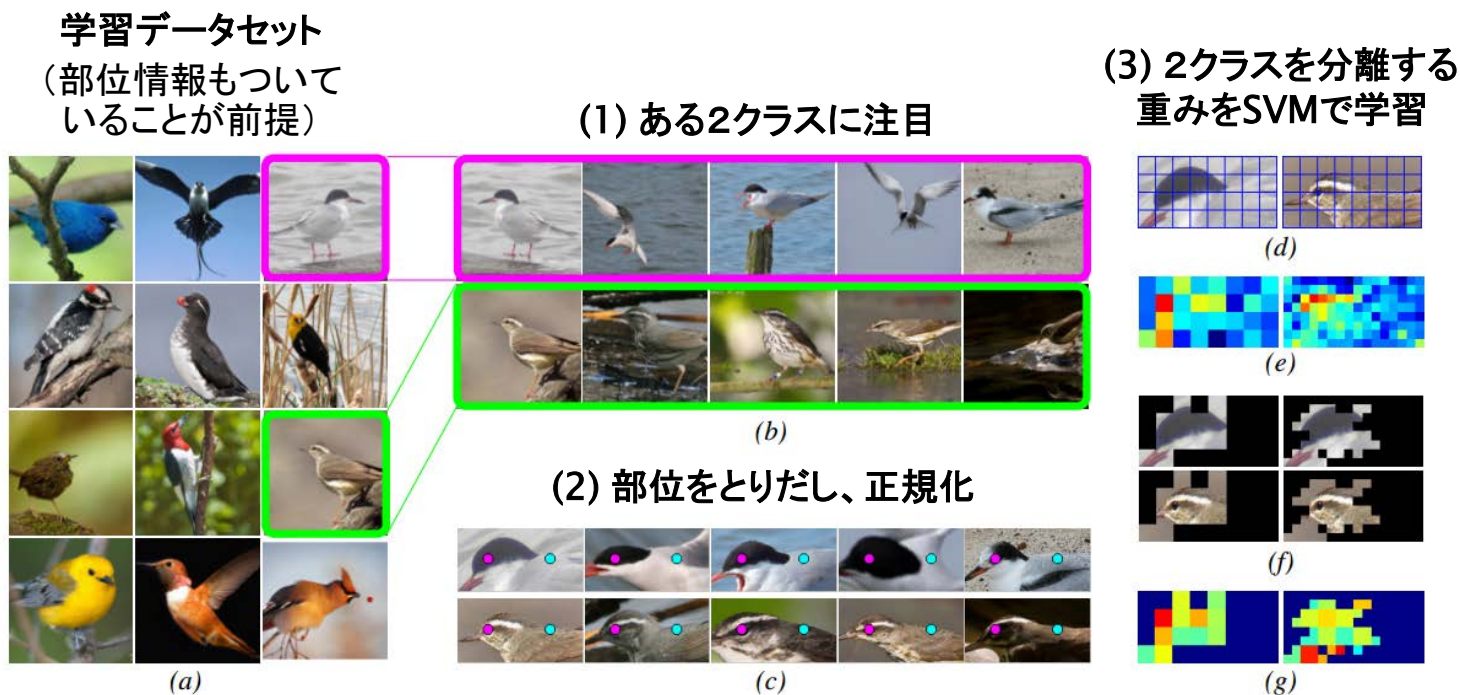 学習データセット
（部位情報もついて
いることが前提）
(1) ある２クラスに注目
(3) ２クラスを分離する
重みをSVMで学習
(a)
(b)
(2) 部位をとりだし、正規化
(c)
(d)
(e)
(f)
(g)